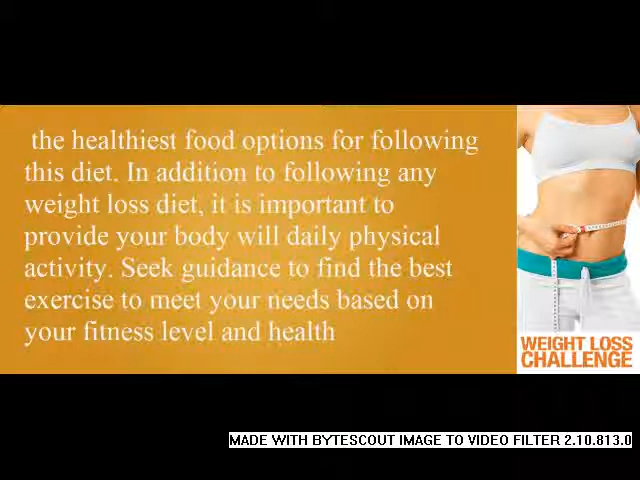 the healthiest food options for following
this diet. In addition to following any
weight loss diet, it is important to
provide your body will daily physical
activity. Seek guidance to find the best
exercise to meet your needs based on
your fitness level and health
WEIGHT LOSS
CHALLENGE
MADE WITH BYTESCOUT IMAGE TO VIDEO FILTER 2.10.813.0